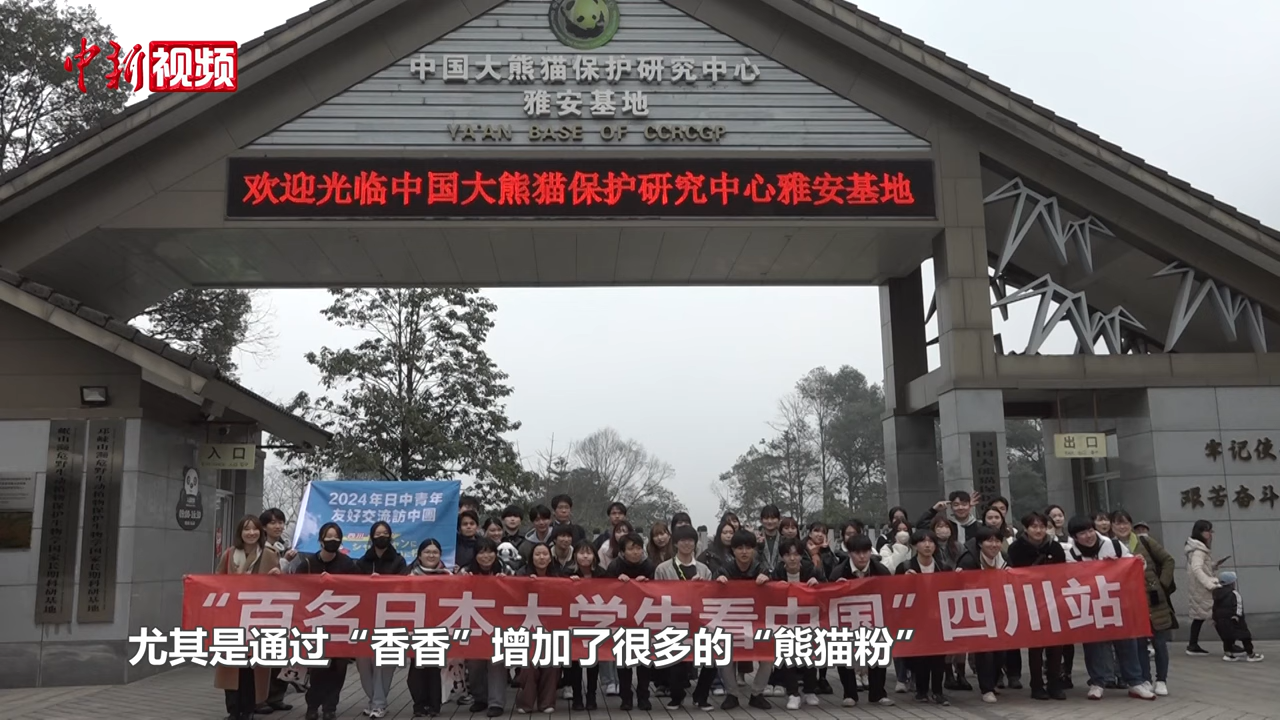 中新视频
中国大熊猫保护研究中心
雅安基地
YA'AN BASE OF CCRCGP
欢迎光临中国大熊猫保护研究中心雅安基地
入口
出口
牢记使
艰苦奋斗
2024年日中青年
友好交流訪中團
“百名日本大学生看中国”四川站
尤其是通过“香香”增加了很多的“熊猫粉”